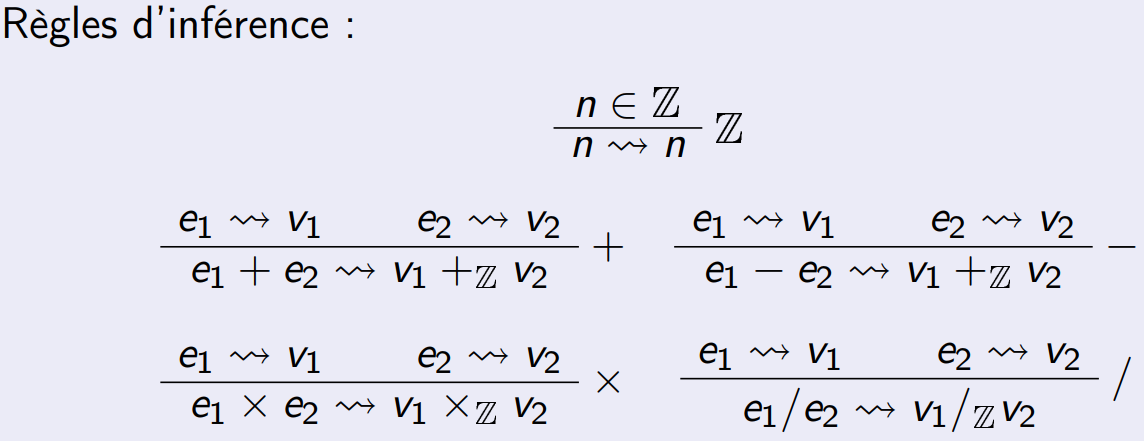 Règles d'inférence :
n ∈ ℤ
n ⇝ n ℤ
e₁ ⇝ v₁ e₂ ⇝ v₂ e₁ ⇝ v₁ e₂ ⇝ v₂
e₁ + e₂ ⇝ v₁ +ℤ v₂ + e₁ − e₂ ⇝ v₁ +ℤ v₂ −
e₁ ⇝ v₁ e₂ ⇝ v₂ e₁ ⇝ v₁ e₂ ⇝ v₂
e₁ × e₂ ⇝ v₁ ×ℤ v₂ × e₁/e₂ ⇝ v₁/ℤv₂ /